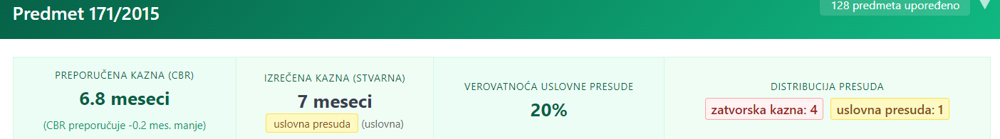 Predmet 171/2015
128 predmeta upoređeno
PREPORUČENA KAZNA (CBR)
6.8 meseci
(CBR preporučuje -0.2 mes. manje)
IZREČENA KAZNA (STVARNA)
7 meseci
uslovna presuda (uslovna)
VEROVATNOĆA USLOVNE PRESUDE
20%
DISTRIBUCIJA PRESUDA
zatvorska kazna: 4 uslovna presuda: 1